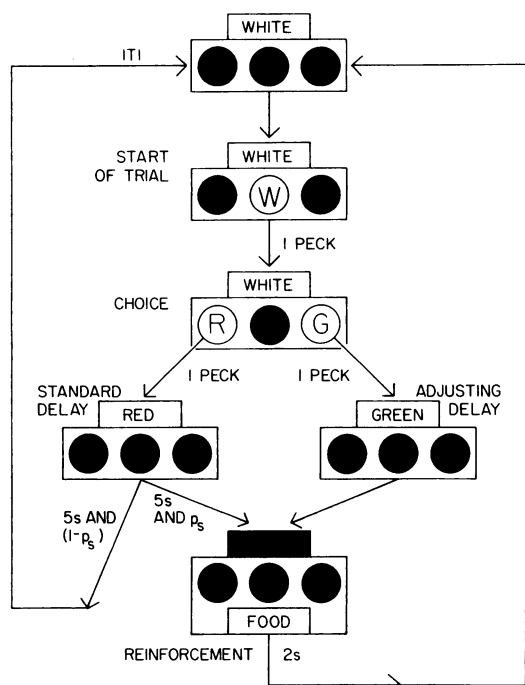 WHITE
ITI
START
OF TRIAL
WHITE
W
1 PECK
CHOICE
WHITE
R
G
1 PECK
1 PECK
STANDARD
DELAY
RED
ADJUSTING
DELAY
GREEN
5s AND
(1-ps)
5s
AND ps
FOOD
REINFORCEMENT
2s